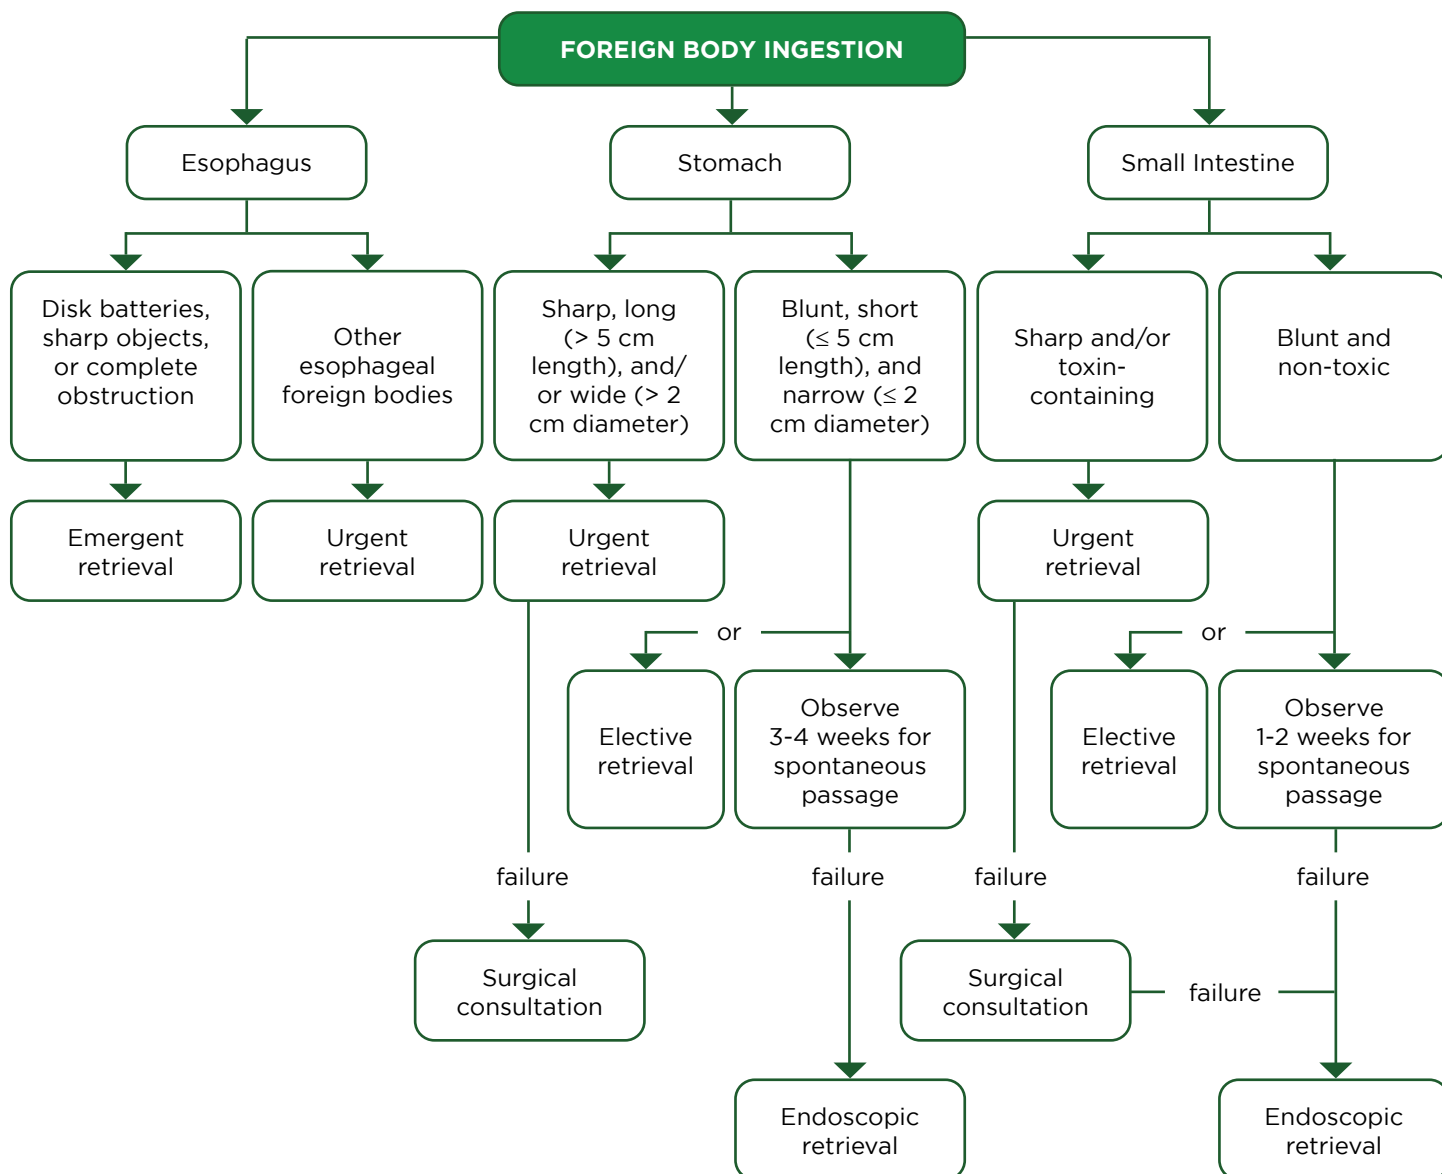 FOREIGN BODY INGESTION
Esophagus
Stomach
Small Intestine
Disk batteries,
sharp objects,
or complete
obstruction
Other
esophageal
foreign bodies
Sharp, long
(> 5 cm
length), and/
or wide (> 2
cm diameter)
Blunt, short
(≤ 5 cm
length), and
narrow (≤ 2
cm diameter)
Sharp and/or
toxin-
containing
Blunt and
non-toxic
Emergent
retrieval
Urgent
retrieval
Urgent
retrieval
Urgent
retrieval
or
or
Elective
retrieval
Observe
3-4 weeks for
spontaneous
passage
Elective
retrieval
Observe
1-2 weeks for
spontaneous
passage
failure
failure
failure
failure
Surgical
consultation
Surgical
consultation
failure
Endoscopic
retrieval
Endoscopic
retrieval